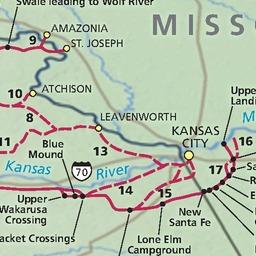 Swale leading to Wolf River
MISSO
AMAZONIA
9
ST. JOSEPH
10
ATCHISON
8
LEAVENWORTH
Upper
Landi
11
Blue
Mound
13
KANSAS
CITY
16
Kansas
River
70
17
14
15
Upper
Wakarusa
Crossing
New
Santa Fe
acket Crossings
Lone Elm
Campground